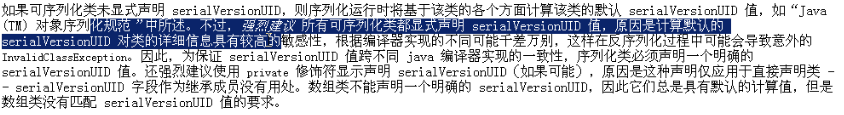 如果可序列化类未显式声明 serialVersionUID，则序列化运行时将基于该类的各个方面计算该类的默认 serialVersionUID 值，如“Java
(TM) 对象序列化规范”中所述。不过，强烈建议 所有可序列化类都显式声明 serialVersionUID 值，原因是计算默认的
serialVersionUID 对类的详细信息具有较高的敏感性，根据编译器实现的不同可能千差万别，这样在反序列化过程中可能会导致意外的
InvalidClassException。因此，为保证 serialVersionUID 值跨不同 java 编译器实现的一致性，序列化类必须声明一个明确的
serialVersionUID 值。还强烈建议使用 private 修饰符显示声明 serialVersionUID（如果可能），原因是这种声明仅应用于直接声明类 -
- serialVersionUID 字段作为继承成员没有用处。数组类不能声明一个明确的 serialVersionUID，因此它们总是具有默认的计算值，但是
数组类没有匹配 serialVersionUID 值的要求。